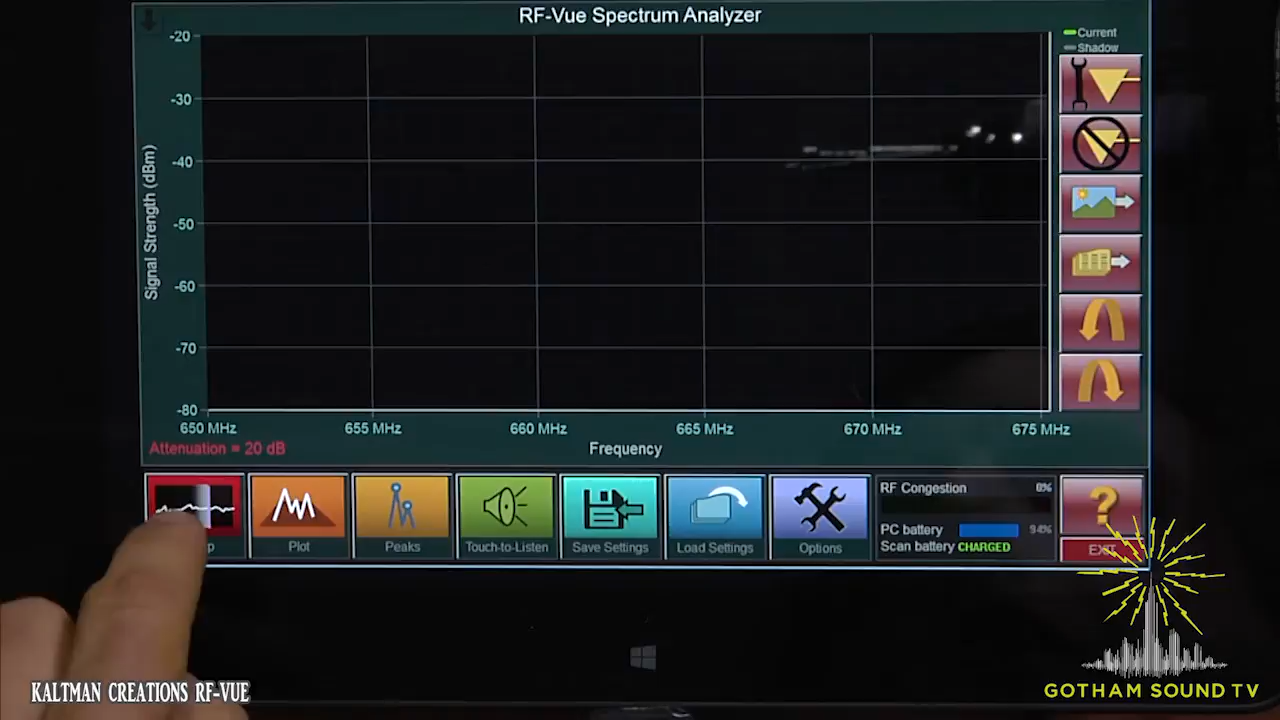 RF-Vue Spectrum Analyzer
Current
Shadow
-20
-30
-40
-50
-60
-70
-80
Signal Strength (dBm)
650 MHz 655 MHz 660 MHz 665 MHz 670 MHz 675 MHz
Attenuation = 20 dB
Frequency
Plot
Peaks
Touch-to-Listen
Save Settings
Load Settings
Options
RF Congestion 0%
PC battery 94%
Scan battery CHARGED
?
EXIT
KALTMAN CREATIONS RF-VUE
GOTHAM SOUND TV